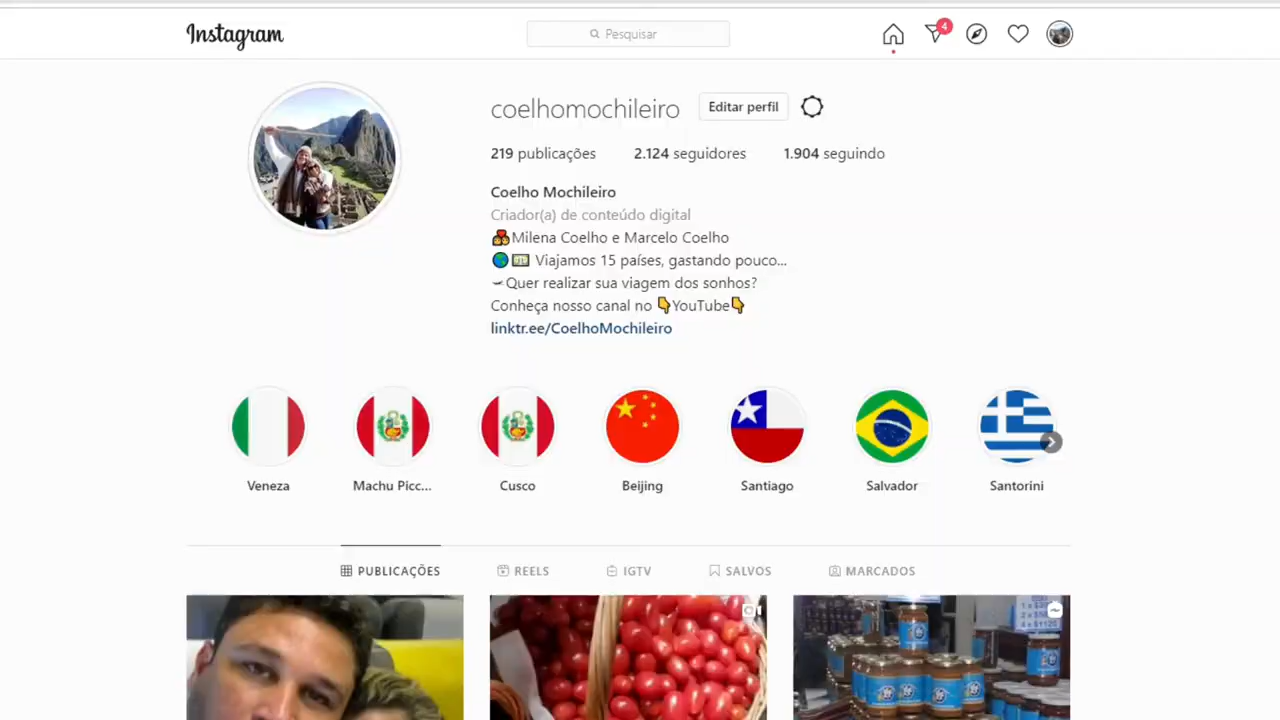 Instagram
Pesquisar
4
coelhomochileiro
Editar perfil
219 publicações 2.124 seguidores 1.904 seguindo
Coelho Mochileiro
Criador(a) de conteúdo digital
Milena Coelho e Marcelo Coelho
Viajamos 15 países, gastando pouco...
Quer realizar sua viagem dos sonhos?
Conheça nosso canal no 👇YouTube👇
linktr.ee/CoelhoMochileiro
Veneza Machu Picc... Cusco Beijing Santiago Salvador Santorini
PUBLICAÇÕES REELS IGTV SALVOS MARCADOS